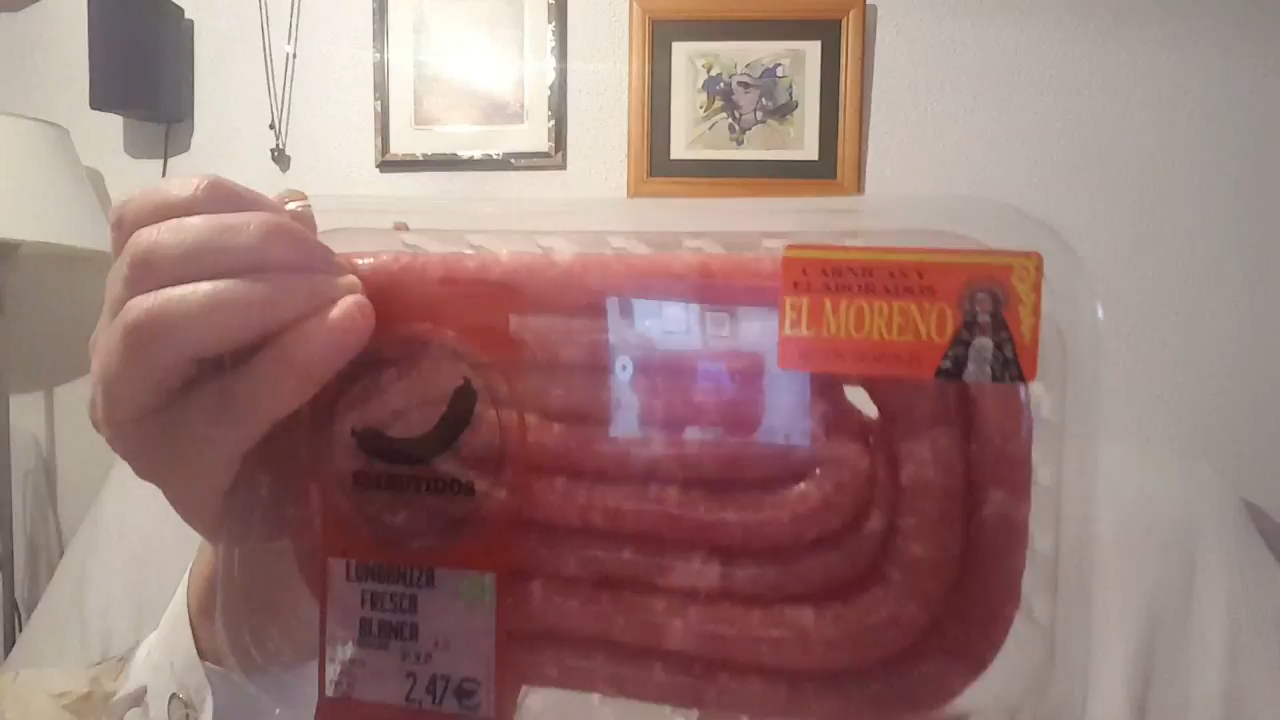 CARNICAS Y
ELABORADOS
EL MORENO
EMBUTIDOS
LONGANIZA
FRESCA
BLANCA
P.V.P
2,47€